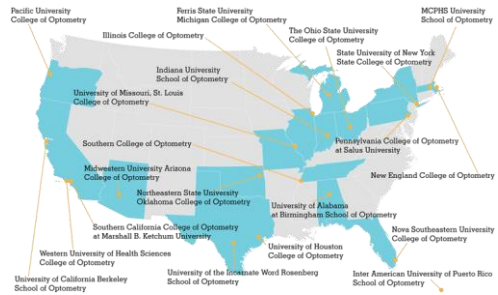 Pacific University
College of Optometry
Ferris State University
Michigan College of Optometry
MCPHS University
School of Optometry
Illinois College of Optometry
The Ohio State University
College of Optometry
State University of New York
State College of Optometry
Indiana University
School of Optometry
University of Missouri, St. Louis
College of Optometry
Southern College of Optometry
Pennsylvania College of Optometry
at Salus University
Midwestern University Arizona
College of Optometry
New England College of Optometry
Northeastern State University
Oklahoma College of Optometry
University of Alabama
at Birmingham School of Optometry
Southern California College of Optometry
at Marshall B. Ketchum University
Nova Southeastern University
College of Optometry
University of Houston
College of Optometry
Western University of Health Sciences
College of Optometry
University of the Incarnate Word Rosenberg
School of Optometry
Inter American University of Puerto Rico
School of Optometry
University of California Berkeley
School of Optometry